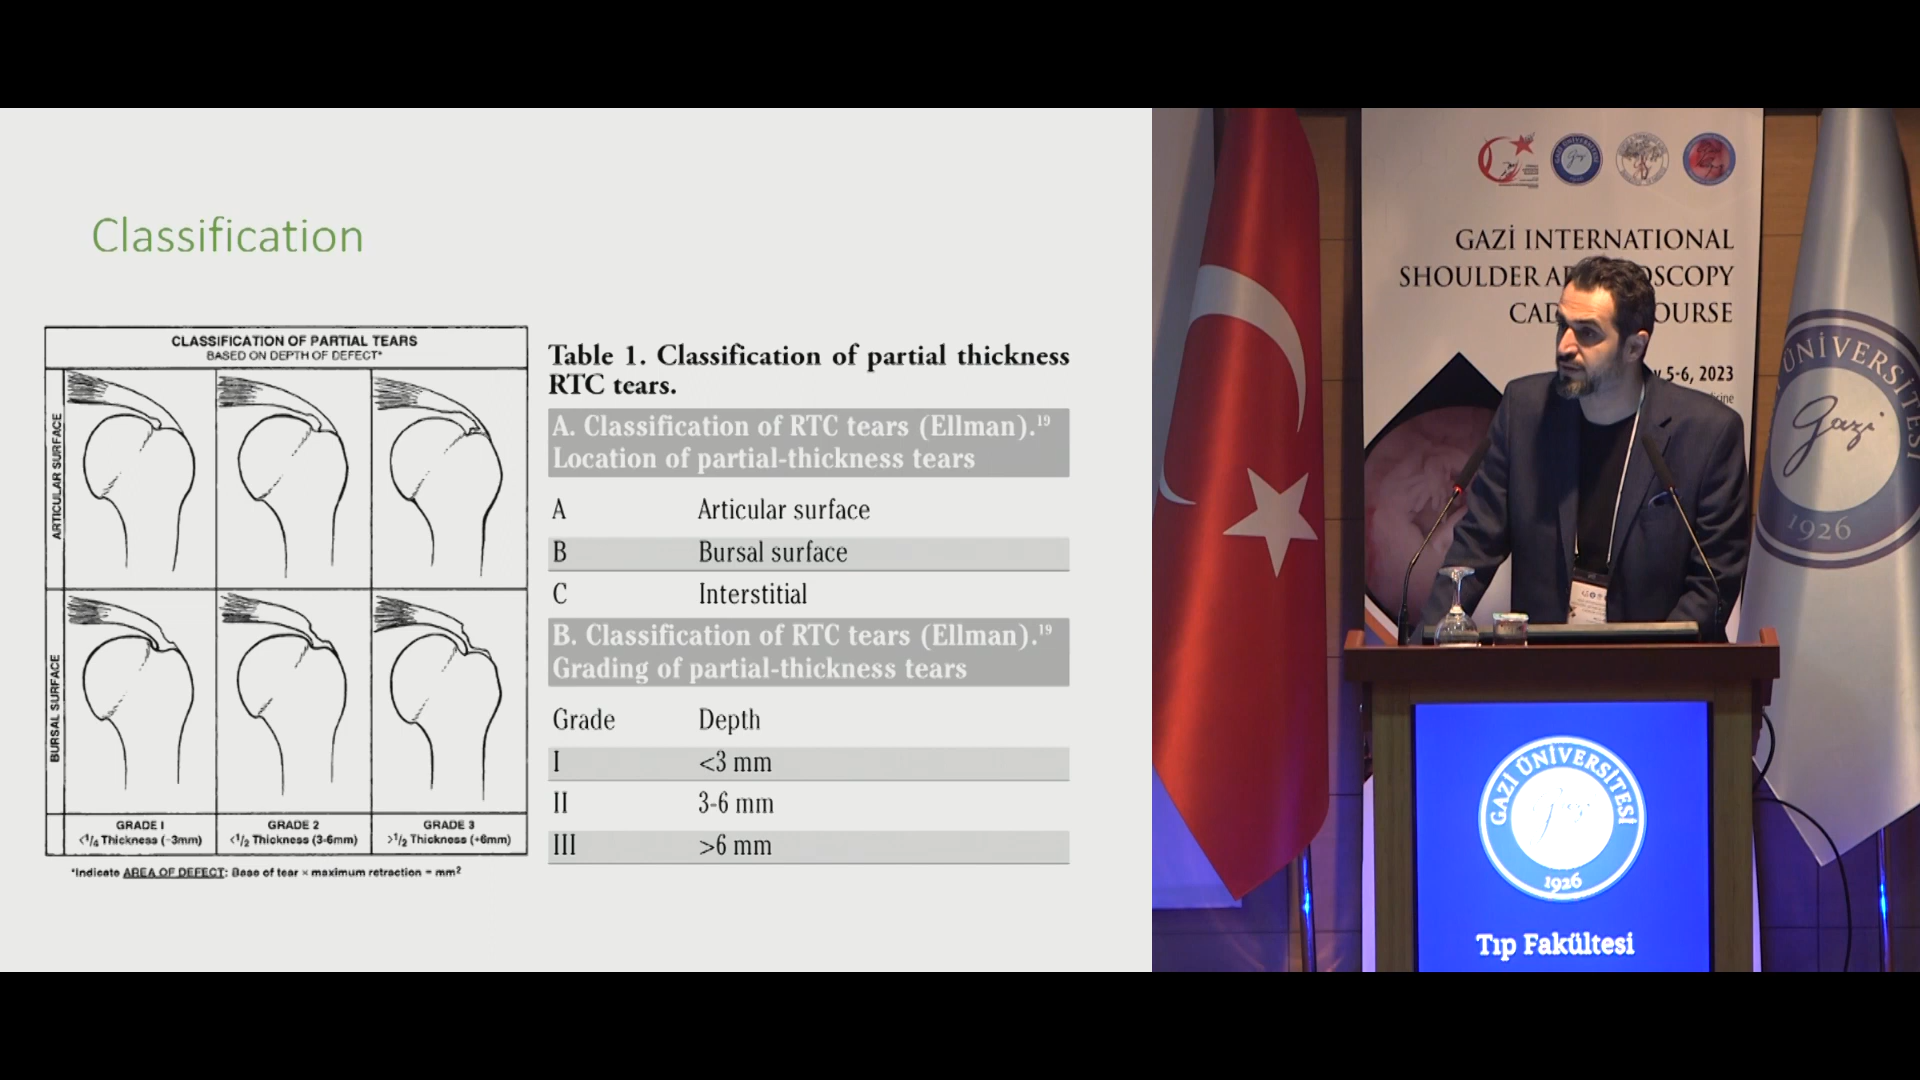 Classification
CLASSIFICATION OF PARTIAL TEARS
BASED ON DEPTH OF DEFECT*
ARTICULAR SURFACE
BURSAL SURFACE
GRADE I
<1/4 Thickness (-3mm)
GRADE 2
<1/2 Thickness (3-6mm)
GRADE 3
>1/2 Thickness (+6mm)
*Indicate AREA OF DEFECT: Base of tear × maximum retraction = mm²
Table 1. Classification of partial thickness
RTC tears.
A. Classification of RTC tears (Ellman).¹⁹
Location of partial-thickness tears
A Articular surface
B Bursal surface
C Interstitial
B. Classification of RTC tears (Ellman).¹⁹
Grading of partial-thickness tears
Grade Depth
I <3 mm
II 3-6 mm
III >6 mm
GAZİ INTERNATIONAL
SHOULDER
5-6, 2023
GAZİ ÜNİVERSİTESİ
1926
Tıp Fakültesi
ÜNİVERSİTESİ
Gazi
1926